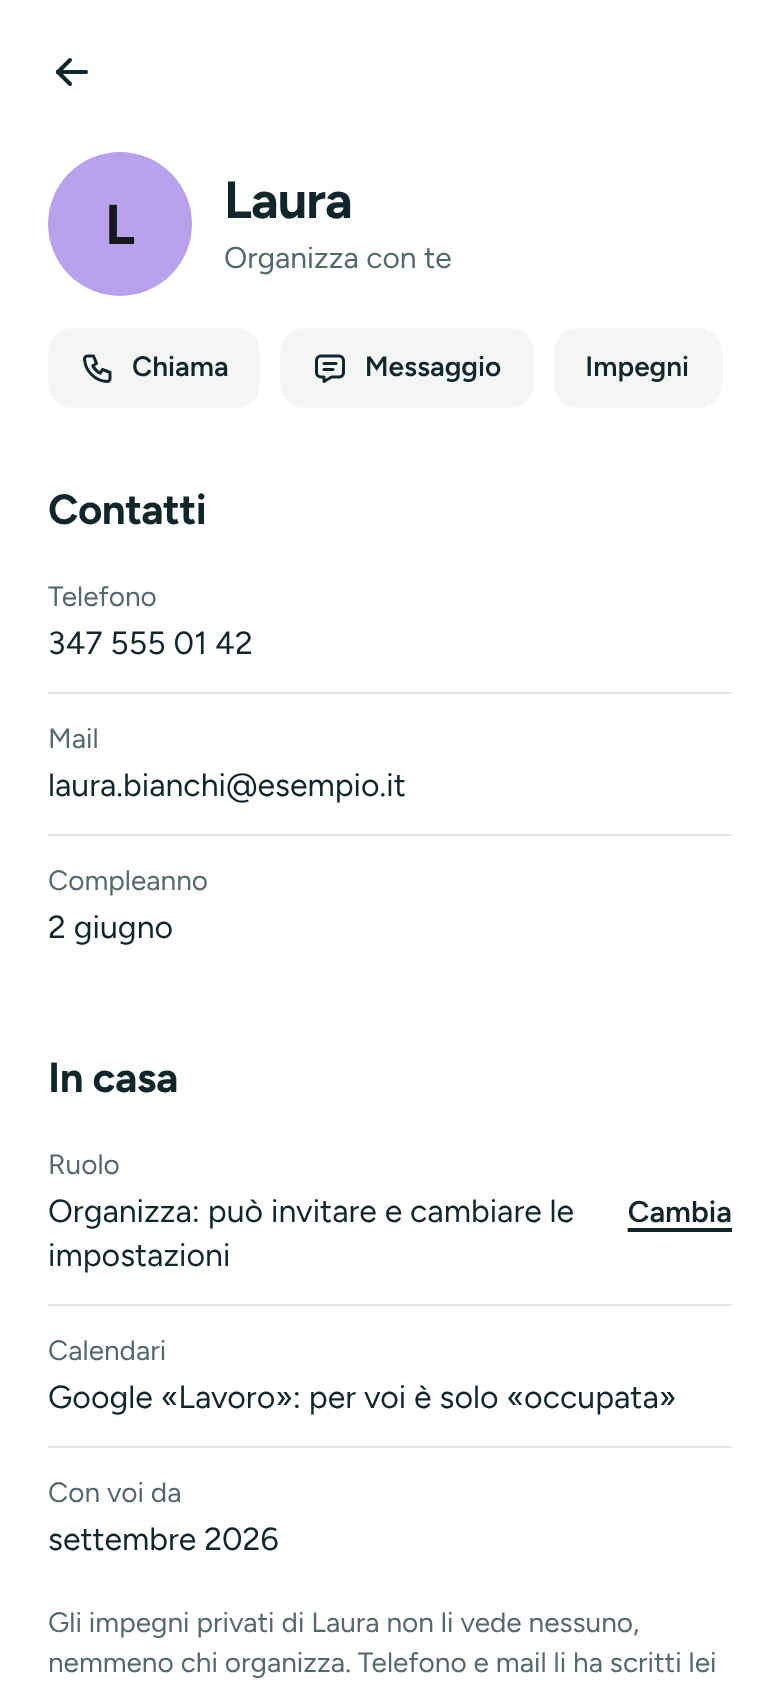 L
Laura
Organizza con te
Chiama
Messaggio
Impegni
Contatti
Telefono
347 555 01 42
Mail
laura.bianchi@esempio.it
Compleanno
2 giugno
In casa
Ruolo
Organizza: può invitare e cambiare le
impostazioni
Cambia
Calendari
Google «Lavoro»: per voi è solo «occupata»
Con voi da
settembre 2026
Gli impegni privati di Laura non li vede nessuno,
nemmeno chi organizza. Telefono e mail li ha scritti lei